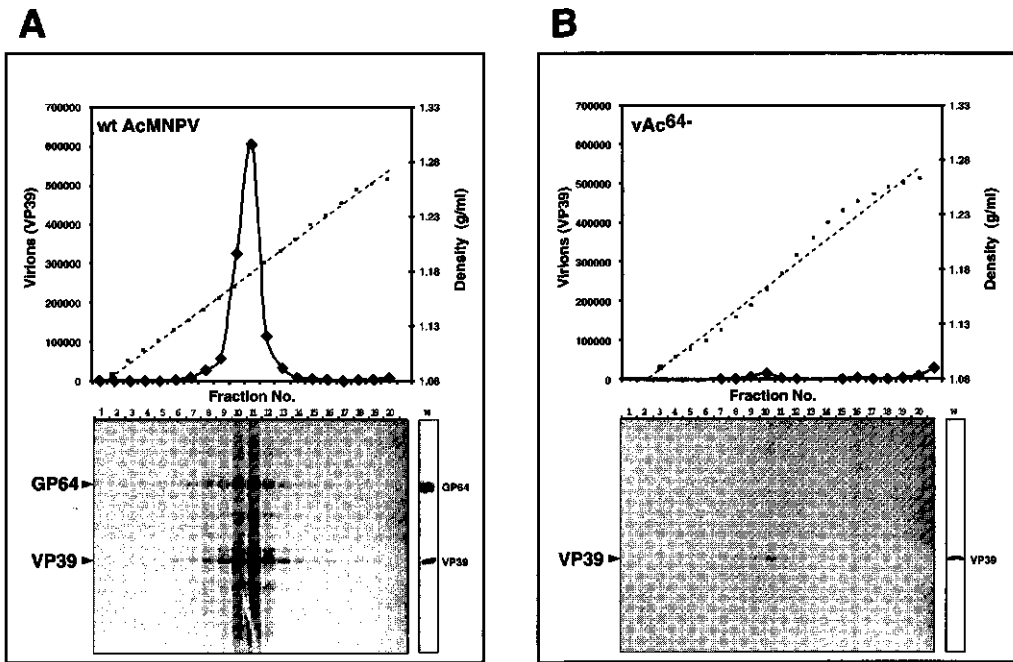 A
wt AcMNPV
Virions (VP39)
700000
600000
500000
400000
300000
200000
100000
0
1.33
1.28
1.23
1.18
1.13
1.08
Density (g/ml)
Fraction No.
1 2 3 4 5 6 7 8 9 10 11 12 13 14 15 16 17 18 19 20
GP64
VP39
GP64
VP39
B
vAc64-
Virions (VP39)
700000
600000
500000
400000
300000
200000
100000
0
1.33
1.28
1.23
1.18
1.13
1.08
Density (g/ml)
Fraction No.
1 2 3 4 5 6 7 8 9 10 11 12 13 14 15 16 17 18 19 20
VP39
VP39